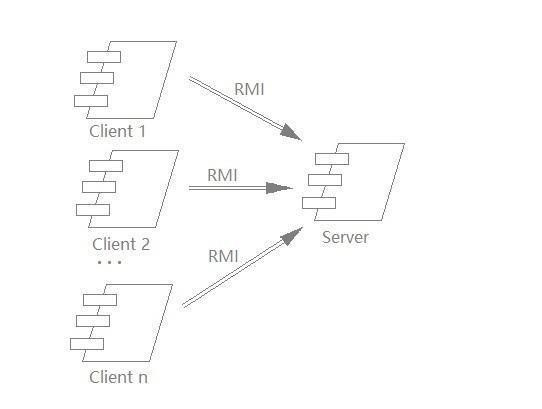 RMI
Client 1
RMI
Client 2
...
RMI
Server
Client n